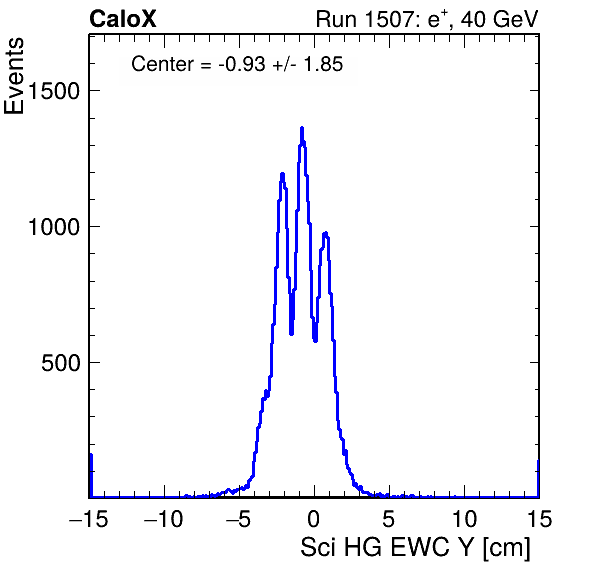 CaloX Run 1507: e⁺, 40 GeV
Center = -0.93 +/- 1.85
Events
1500
1000
500
−15 −10 −5 0 5 10 15
Sci HG EWC Y [cm]